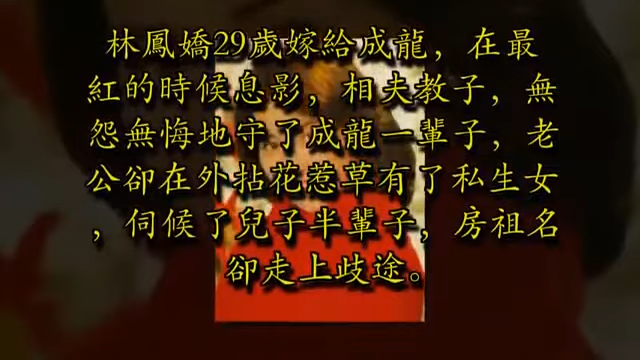 林鳳嬌29歲嫁給成龍，在最
紅的時候息影，相夫教子，無
怨無悔地守了成龍一輩子，老
公卻在外拈花惹草有了私生女
，伺候了兒子半輩子，房祖名
卻走上歧途。